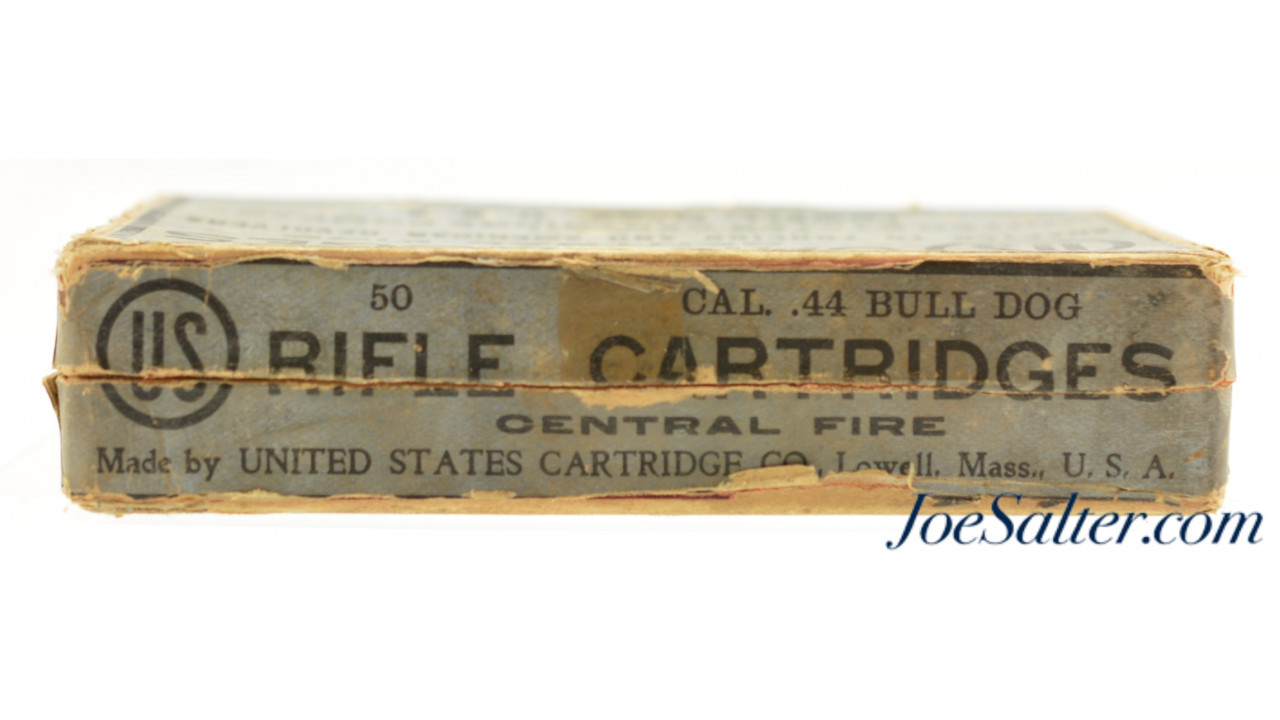 50 CAL. .44 BULL DOG
US RIFLE CARTRIDGES
CENTRAL FIRE
Made by UNITED STATES CARTRIDGE CO., Lowell, Mass., U. S. A.
JoeSalter.com